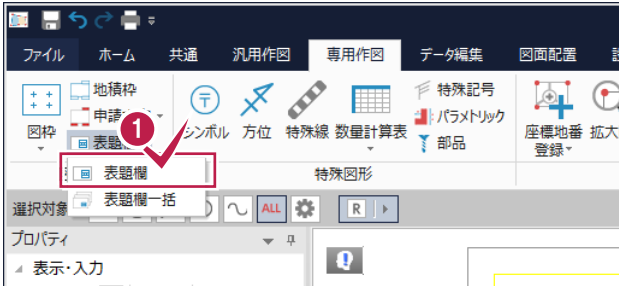 ファイル ホーム 共通 汎用作図 専用作図 データ編集 図面配置
図枠
地積枠
表題
シンボル
方位
特殊線
数量計算表
特殊記号
パラメトリック
部品
座標地番
登録
拡大
1
表題欄
表題欄一括
特殊図形
選択対象
ALL
R
プロパティ
表示・入力